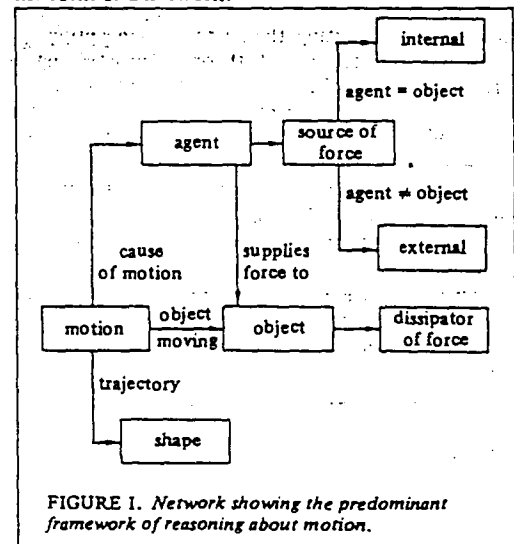 internal
agent = object
agent
source of
force
agent ≠ object
cause
of motion
supplies
force to
external
motion
object
moving
object
dissipator
of force
trajectory
shape
FIGURE I. Network showing the predominant
framework of reasoning about motion.